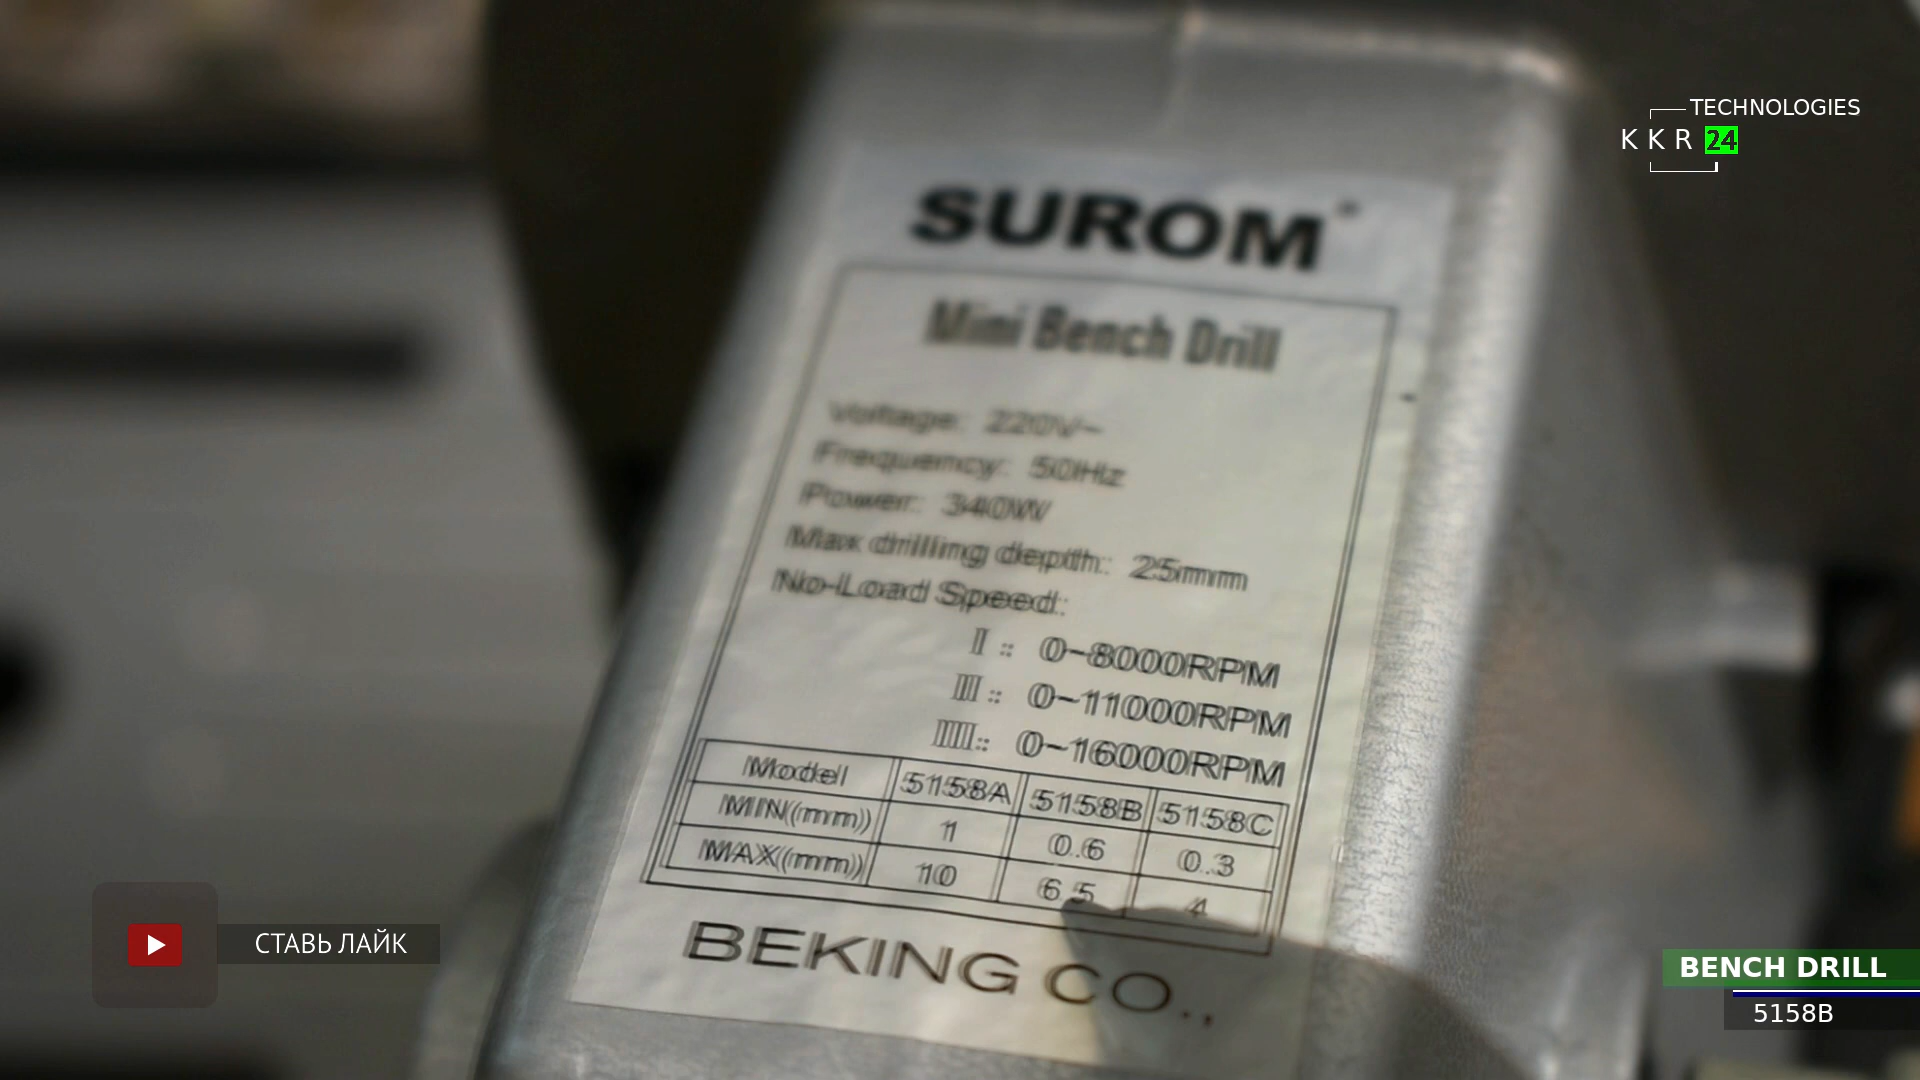 TECHNOLOGIES
KKR 24
SUROM
Mini Bench Drill
Voltage: 220V~
Frequency: 50Hz
Power: 340W
Max drilling depth: 25mm
No-Load Speed:
I: 0~8000RPM
II: 0~11000RPM
III: 0~16000RPM
Model 5158A 5158B 5158C
MIN(mm) 1 0.6 0.3
MAX(mm) 10 6.5 4
BEKING CO.,
СТАВЬ ЛАЙК
BENCH DRILL
5158B